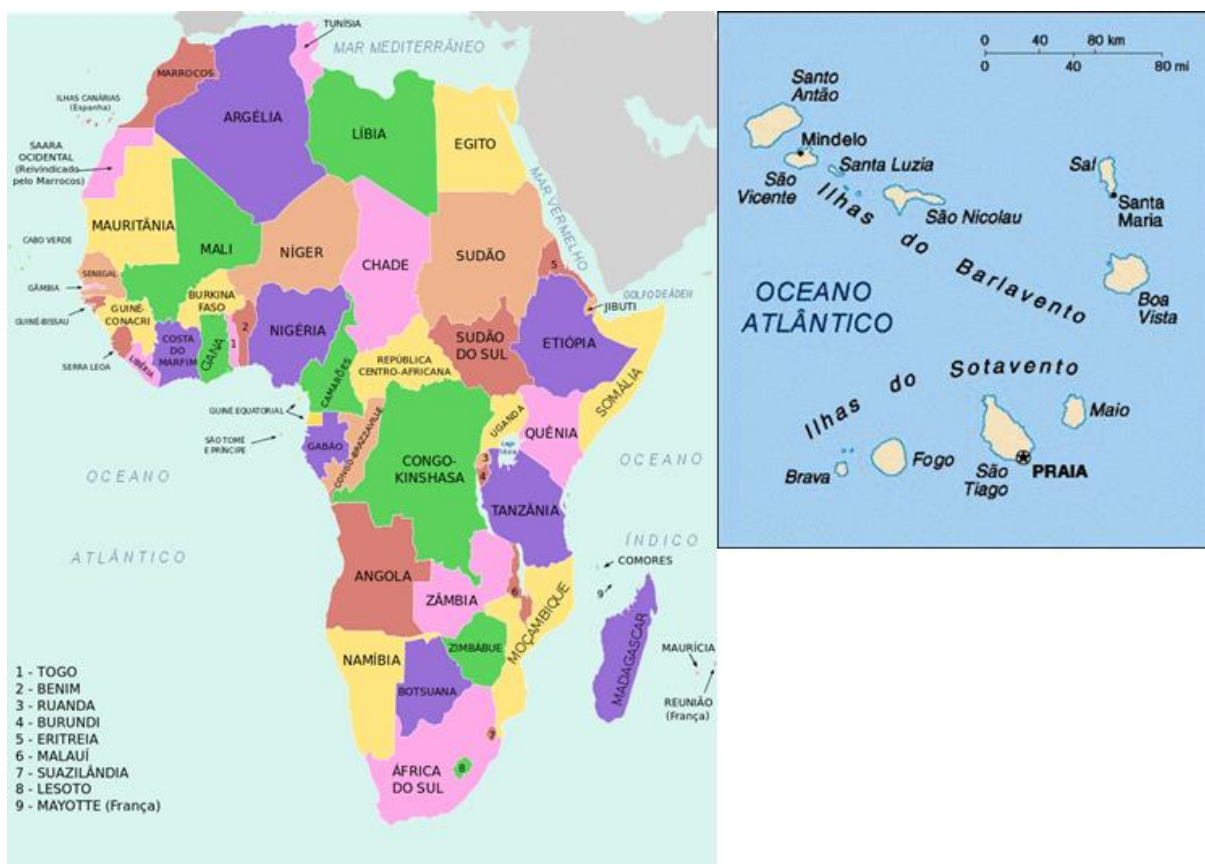 TUNÍSIA
MAR MEDITERRÂNEO
MARROCOS
ILHAS CANÁRIAS
(Espanha)
ARGÉLIA
LÍBIA
EGITO
SAARA
OCIDENTAL
(Reivindicado
pelo Marrocos)
MAR VERMELHO
MAURITÂNIA
CABO VERDE
MALI
NÍGER
CHADE
SUDÃO
5
SENEGAL
GÂMBIA
GUINÉ-BISSAU
GUINÉ-
CONACRI
BURKINA
FASO
GOLFO DE ÁDEN
JIBUTI
SERRA LEOA
LIBÉRIA
COSTA
DO
MARFIM
GANA
1
2
NIGÉRIA
CAMARÕES
REPÚBLICA
CENTRO-AFRICANA
SUDÃO
DO SUL
ETIÓPIA
SOMÁLIA
GUINÉ EQUATORIAL
SÃO TOMÉ
E PRÍNCIPE
GABÃO
CONGO-BRAZZAVILLE
CONGO-
KINSHASA
UGANDA
QUÊNIA
3
4
TANZÂNIA
OCEANO
ATLÂNTICO
OCEANO
ÍNDICO
COMORES
9
ANGOLA
ZÂMBIA
6
MOÇAMBIQUE
MADAGASCAR
ZIMBÁBUE
NAMÍBIA
BOTSUANA
MAURÍCIA
REUNIÃO
(França)
7
8
ÁFRICA
DO SUL
1 - TOGO
2 - BENIM
3 - RUANDA
4 - BURUNDI
5 - ERITREIA
6 - MALAUÍ
7 - SUAZILÂNDIA
8 - LESOTO
9 - MAYOTTE (França)
0 40 80 km
0 40 80 mi
Santo
Antão
Mindelo
São
Vicente
Santa Luzia
São Nicolau
Sal
Santa
Maria
Ilhas do Barlavento
Boa
Vista
OCEANO
ATLÂNTICO
Ilhas do Sotavento
Maio
Brava
Fogo
São
Tiago
PRAIA